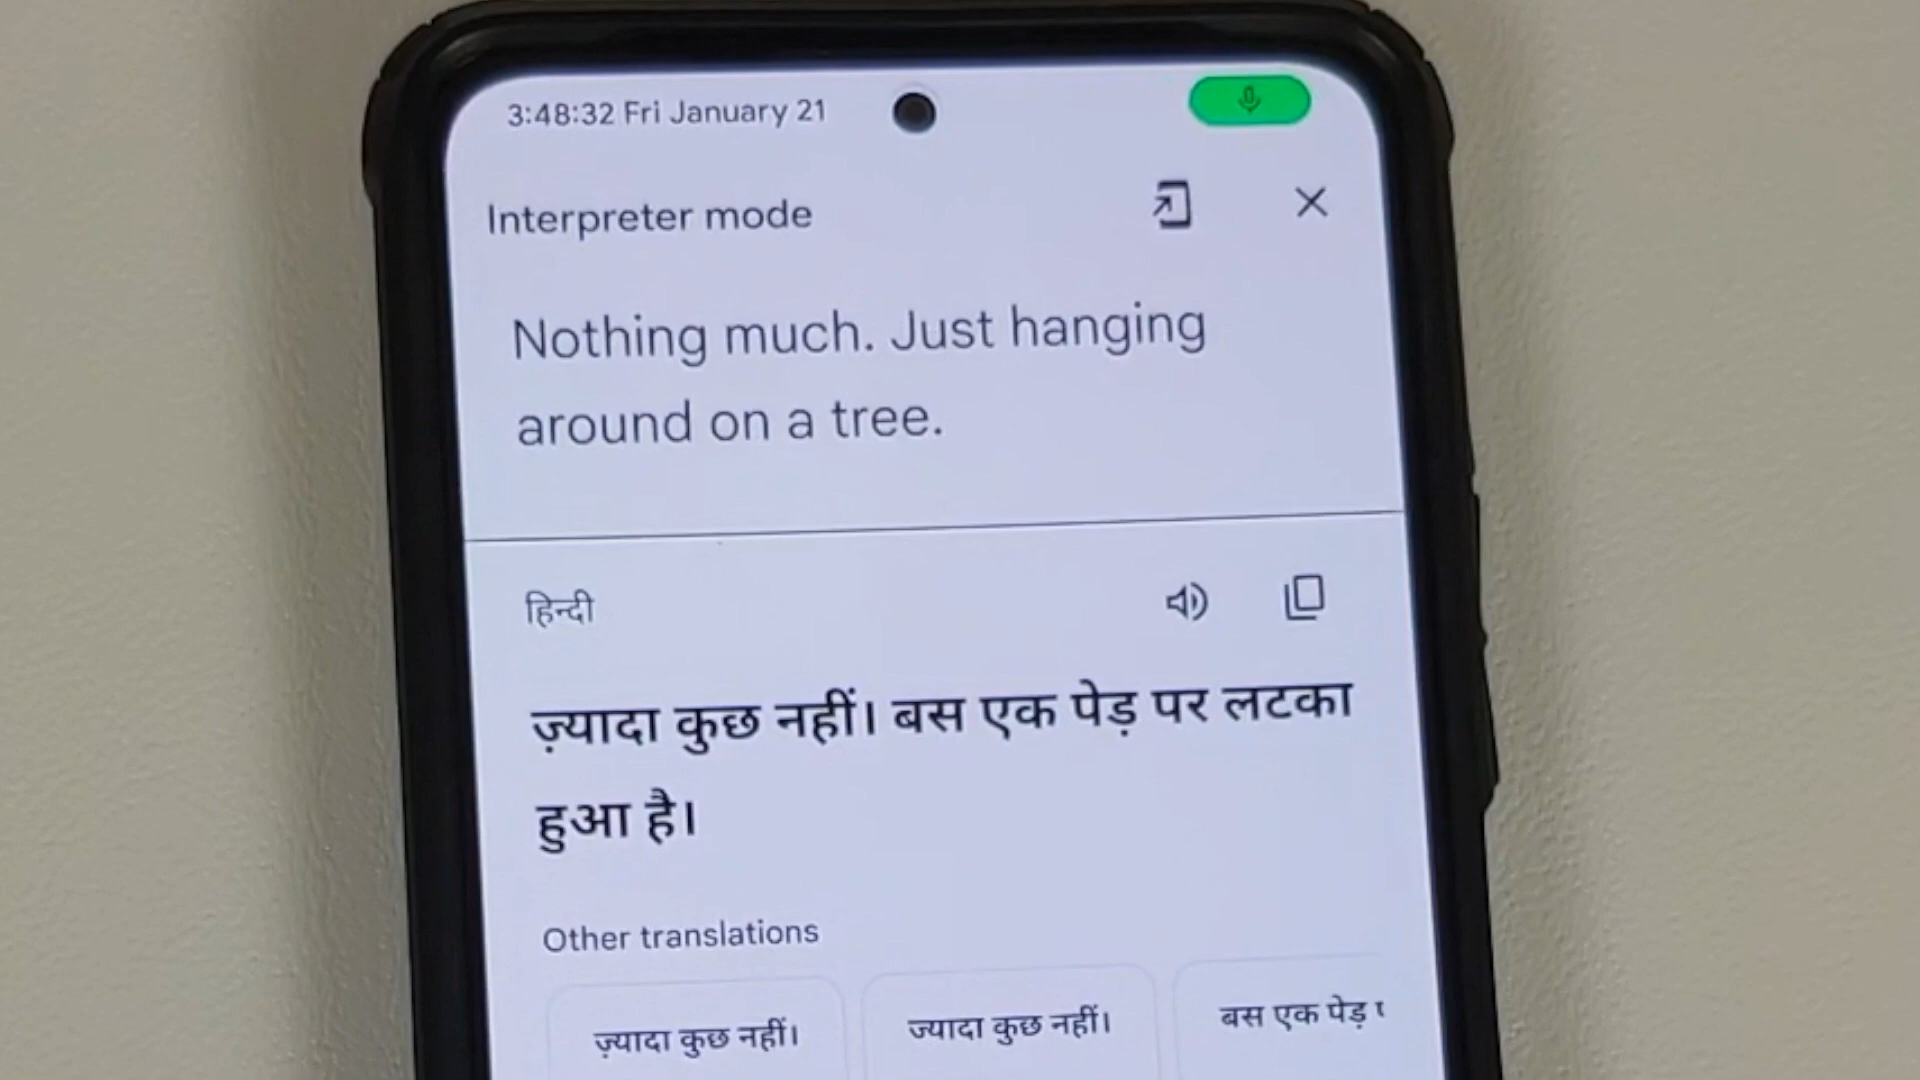 3:48:32 Fri January 21
Interpreter mode
Nothing much. Just hanging
around on a tree.
हिन्दी
ज़्यादा कुछ नहीं। बस एक पेड़ पर लटका
हुआ है।
Other translations
ज़्यादा कुछ नहीं।
ज्यादा कुछ नहीं।
बस एक पेड़